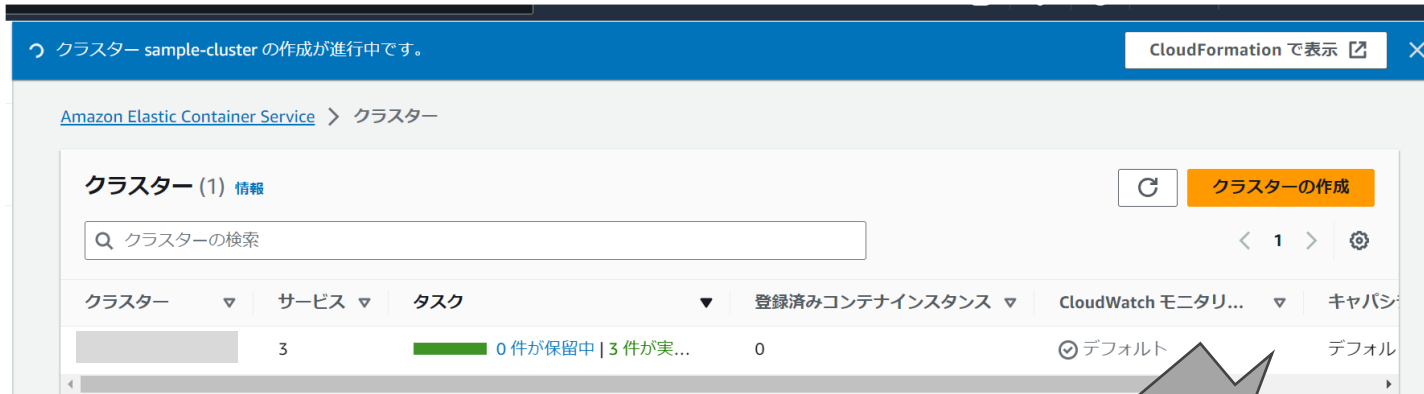 クラスター sample-cluster の作成が進行中です。 CloudFormation で表示
Amazon Elastic Container Service クラスター
クラスター (1) 情報 クラスターの作成
クラスターの検索 1
クラスター サービス タスク 登録済みコンテナインスタンス CloudWatch モニタリ... キャパシ
3 0 件が保留中 | 3 件が実... 0 デフォルト デフォル